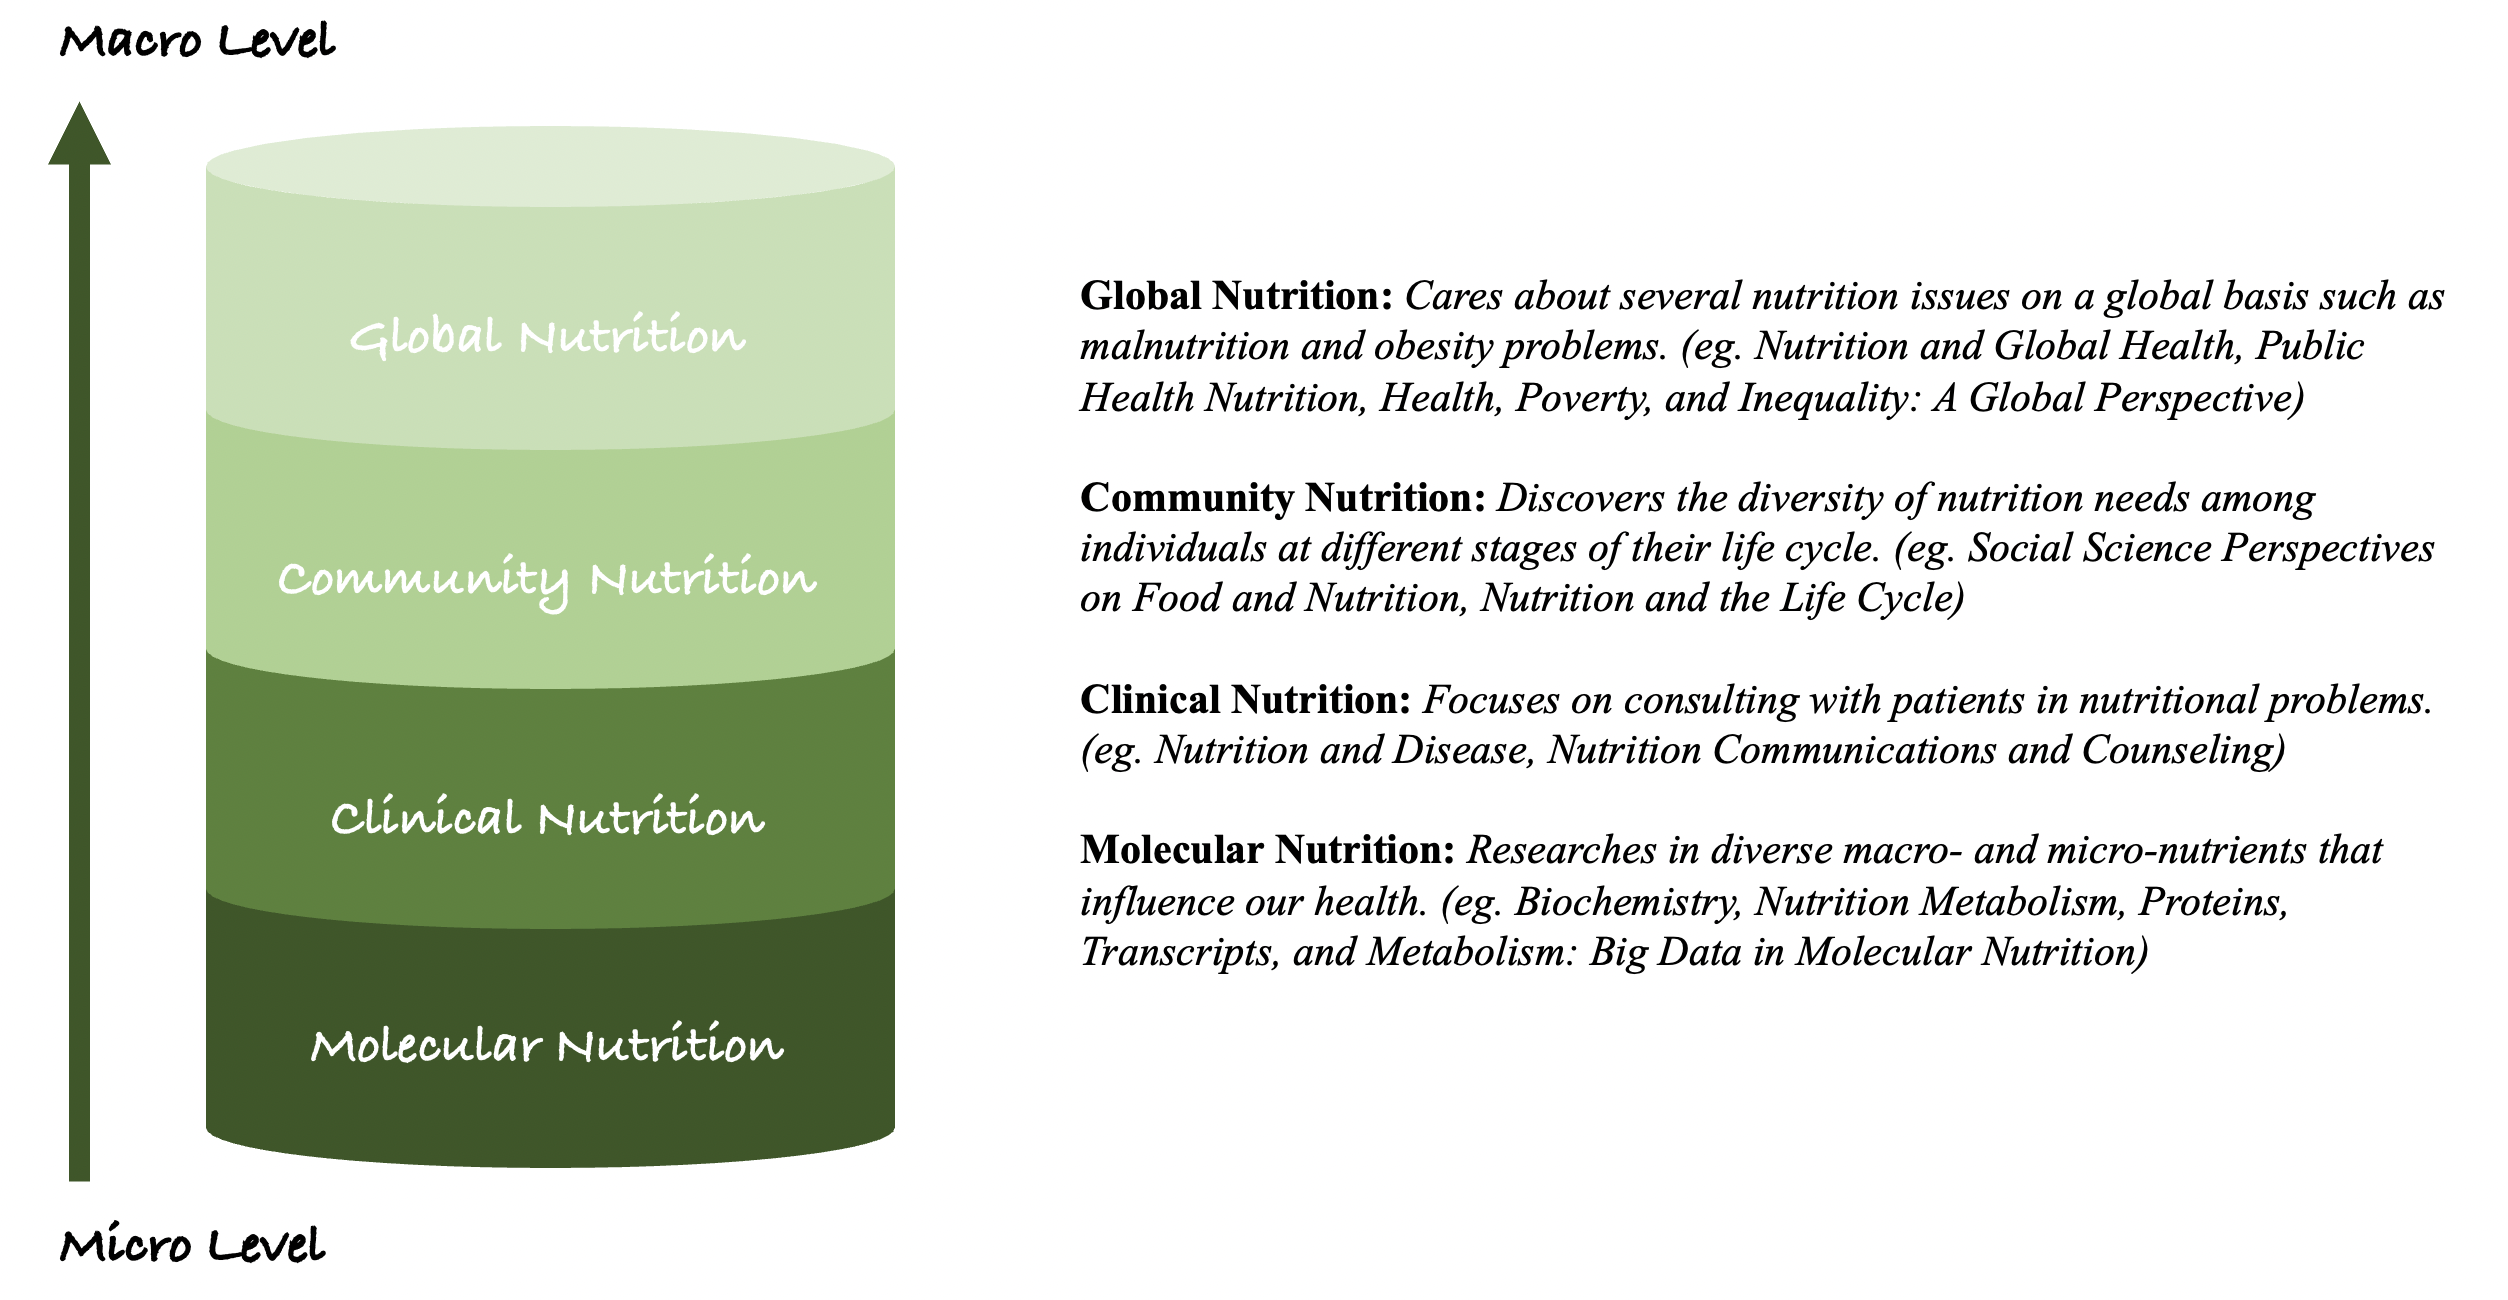 Macro Level
Global Nutrition
Community Nutrition
Clinical Nutrition
Molecular Nutrition
Micro Level
Global Nutrition: Cares about several nutrition issues on a global basis such as
malnutrition and obesity problems. (eg. Nutrition and Global Health, Public
Health Nutrition, Health, Poverty, and Inequality: A Global Perspective)
Community Nutrition: Discovers the diversity of nutrition needs among
individuals at different stages of their life cycle. (eg. Social Science Perspectives
on Food and Nutrition, Nutrition and the Life Cycle)
Clinical Nutrition: Focuses on consulting with patients in nutritional problems.
(eg. Nutrition and Disease, Nutrition Communications and Counseling)
Molecular Nutrition: Researches in diverse macro- and micro-nutrients that
influence our health. (eg. Biochemistry, Nutrition Metabolism, Proteins,
Transcripts, and Metabolism: Big Data in Molecular Nutrition)